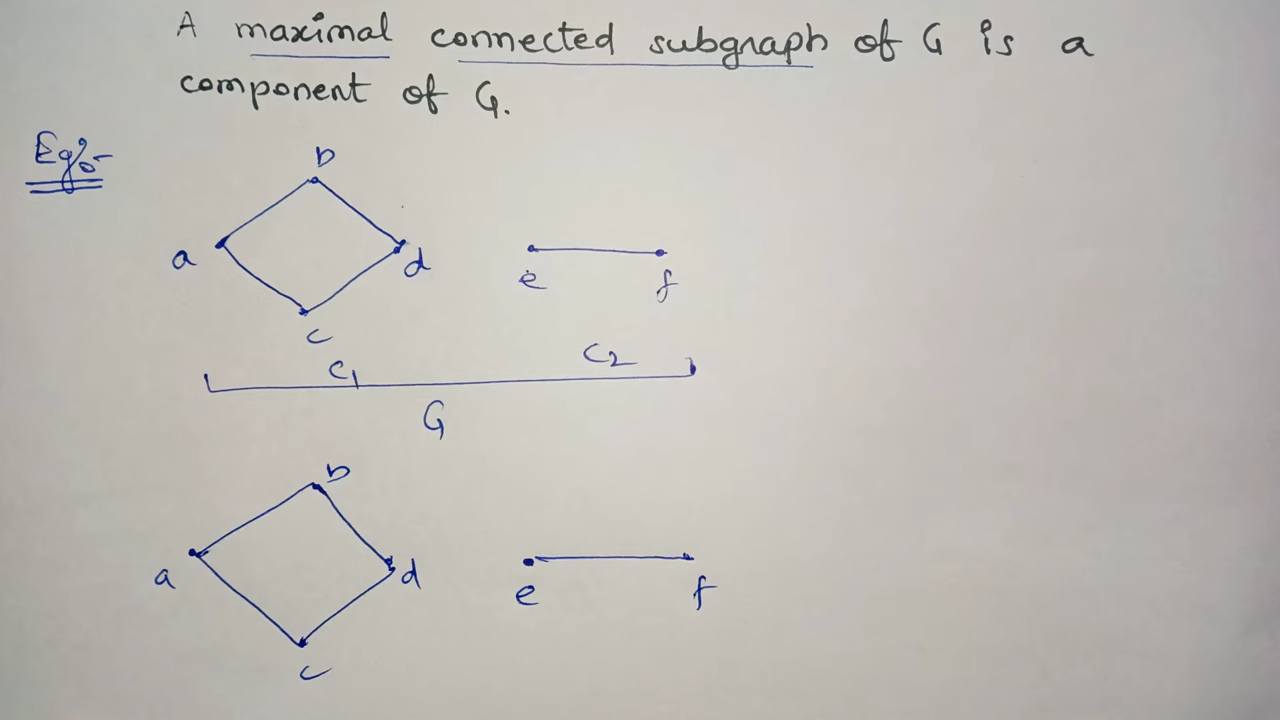 A maximal connected subgraph of G is a
component of G.
Eg:-
b
a
d
e
f
c
C1
C2
G
b
a
d
e
f
c